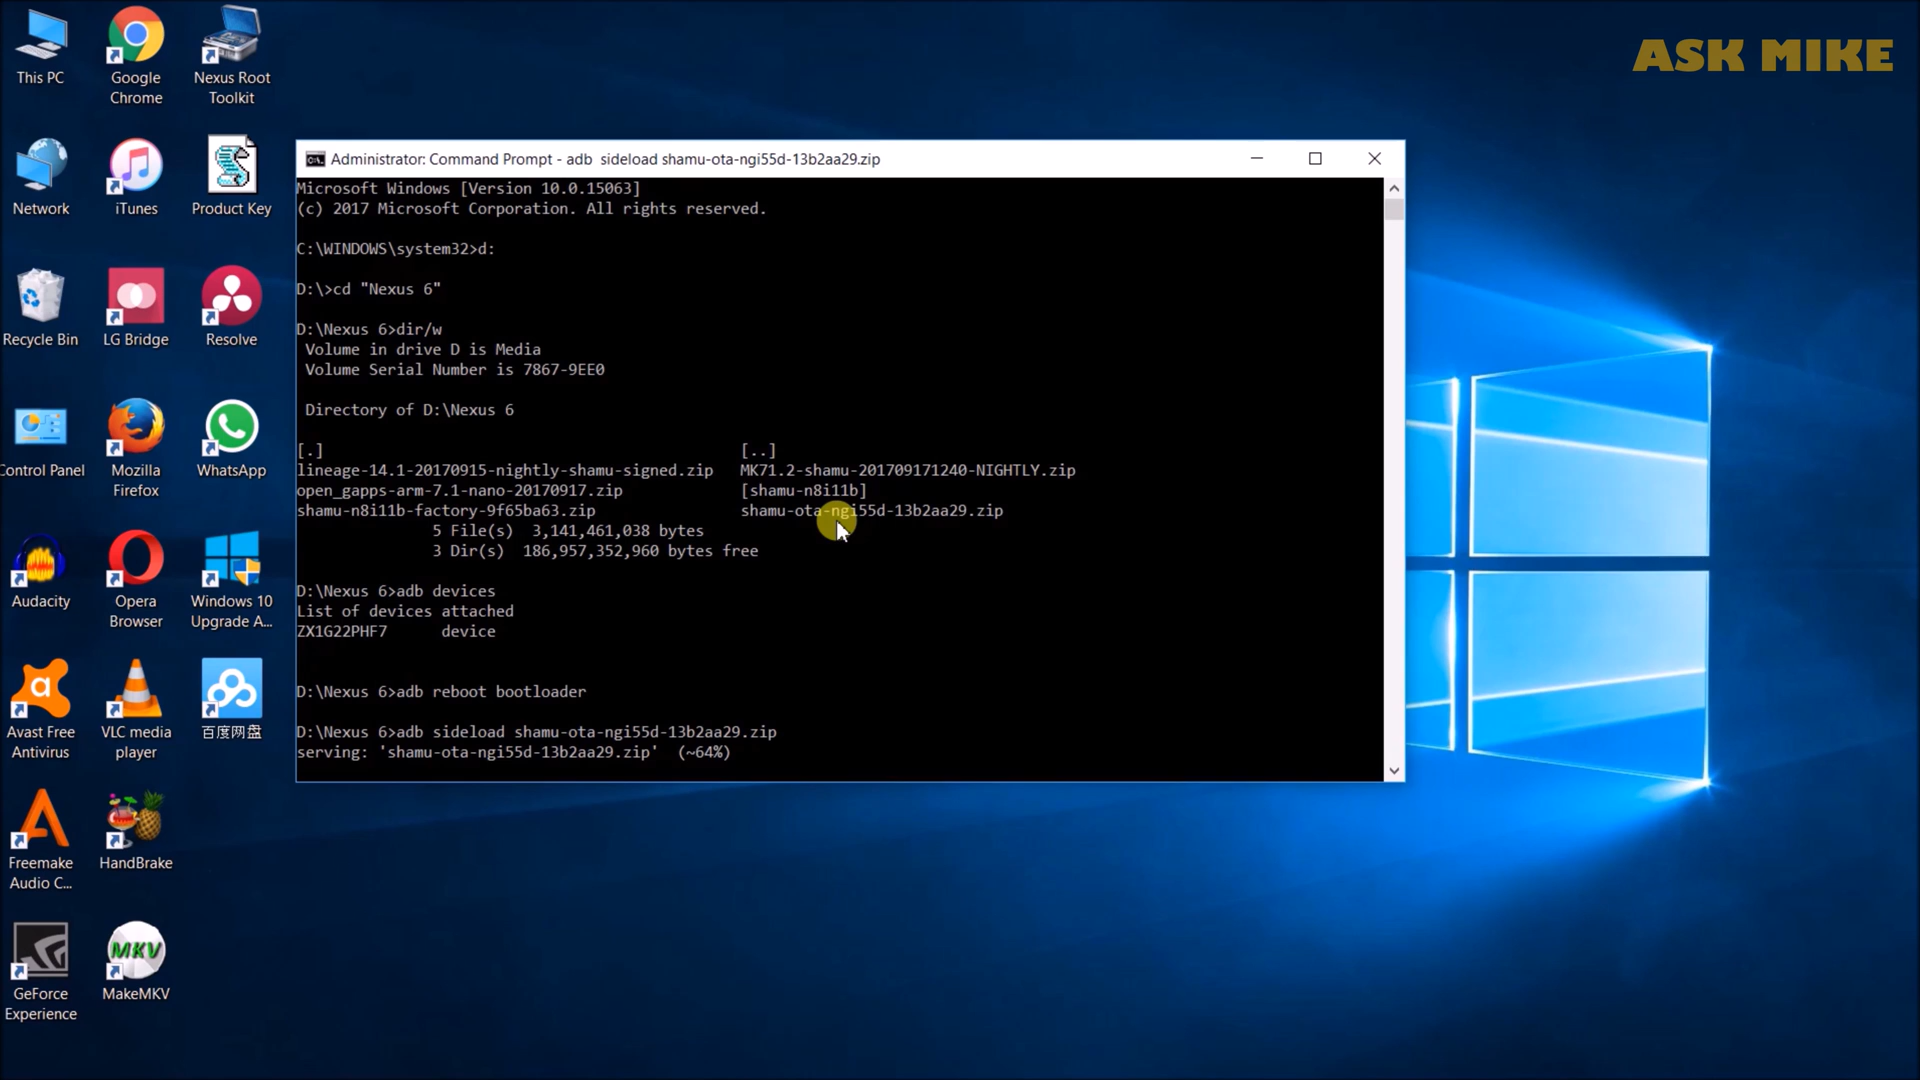 ASK MIKE
This PC
Google
Chrome
Nexus Root
Toolkit
Network
iTunes
Product Key
Recycle Bin
LG Bridge
Resolve
Control Panel
Mozilla
Firefox
WhatsApp
Audacity
Opera
Browser
Windows 10
Upgrade A...
Avast Free
Antivirus
VLC media
player
百度网盘
Freemake
Audio C...
HandBrake
GeForce
Experience
MKV
MakeMKV
Administrator: Command Prompt - adb  sideload shamu-ota-ngi55d-13b2aa29.zip
Microsoft Windows [Version 10.0.15063]
(c) 2017 Microsoft Corporation. All rights reserved.
C:\WINDOWS\system32>d:
D:\>cd "Nexus 6"
D:\Nexus 6>dir/w
Volume in drive D is Media
Volume Serial Number is 7867-9EE0
Directory of D:\Nexus 6
[.] [..]
lineage-14.1-20170915-nightly-shamu-signed.zip MK71.2-shamu-201709171240-NIGHTLY.zip
open_gapps-arm-7.1-nano-20170917.zip [shamu-n8i11b]
shamu-n8i11b-factory-9f65ba63.zip shamu-ota-ngi55d-13b2aa29.zip
5 File(s) 3,141,461,038 bytes
3 Dir(s) 186,957,352,960 bytes free
D:\Nexus 6>adb devices
List of devices attached
ZX1G22PHF7 device
D:\Nexus 6>adb reboot bootloader
D:\Nexus 6>adb sideload shamu-ota-ngi55d-13b2aa29.zip
serving: 'shamu-ota-ngi55d-13b2aa29.zip' (~64%)